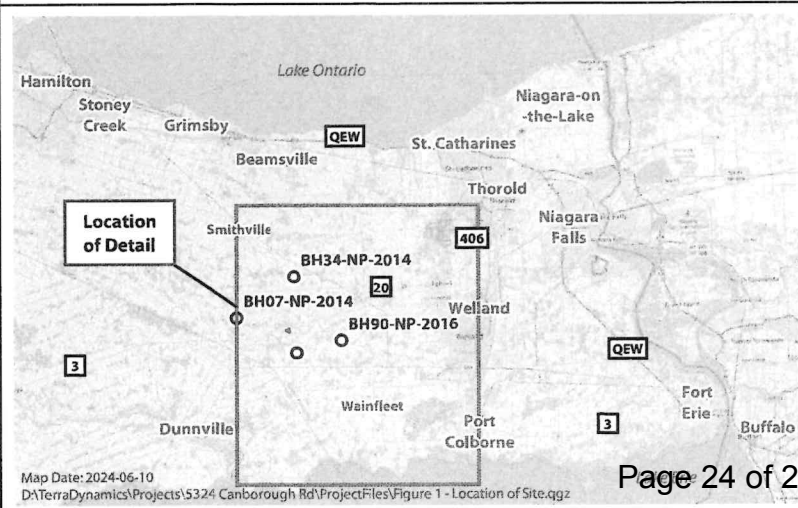 Lake Ontario
Hamilton
Stoney
Creek
Grimsby
Niagara-on
-the-Lake
QEW
Beamsville
St. Catharines
Thorold
Location
of Detail
Smithville
Niagara
Falls
406
BH34-NP-2014
20
BH07-NP-2014
Welland
BH90-NP-2016
QEW
3
Wainfleet
Fort
Erie
Dunnville
Port
Colborne
3
Buffalo
Map Date: 2024-06-10
D:\TerraDynamics\Projects\5324 Canborough Rd\ProjectFiles\Figure 1 - Location of Site.qgz
Page 24 of 2